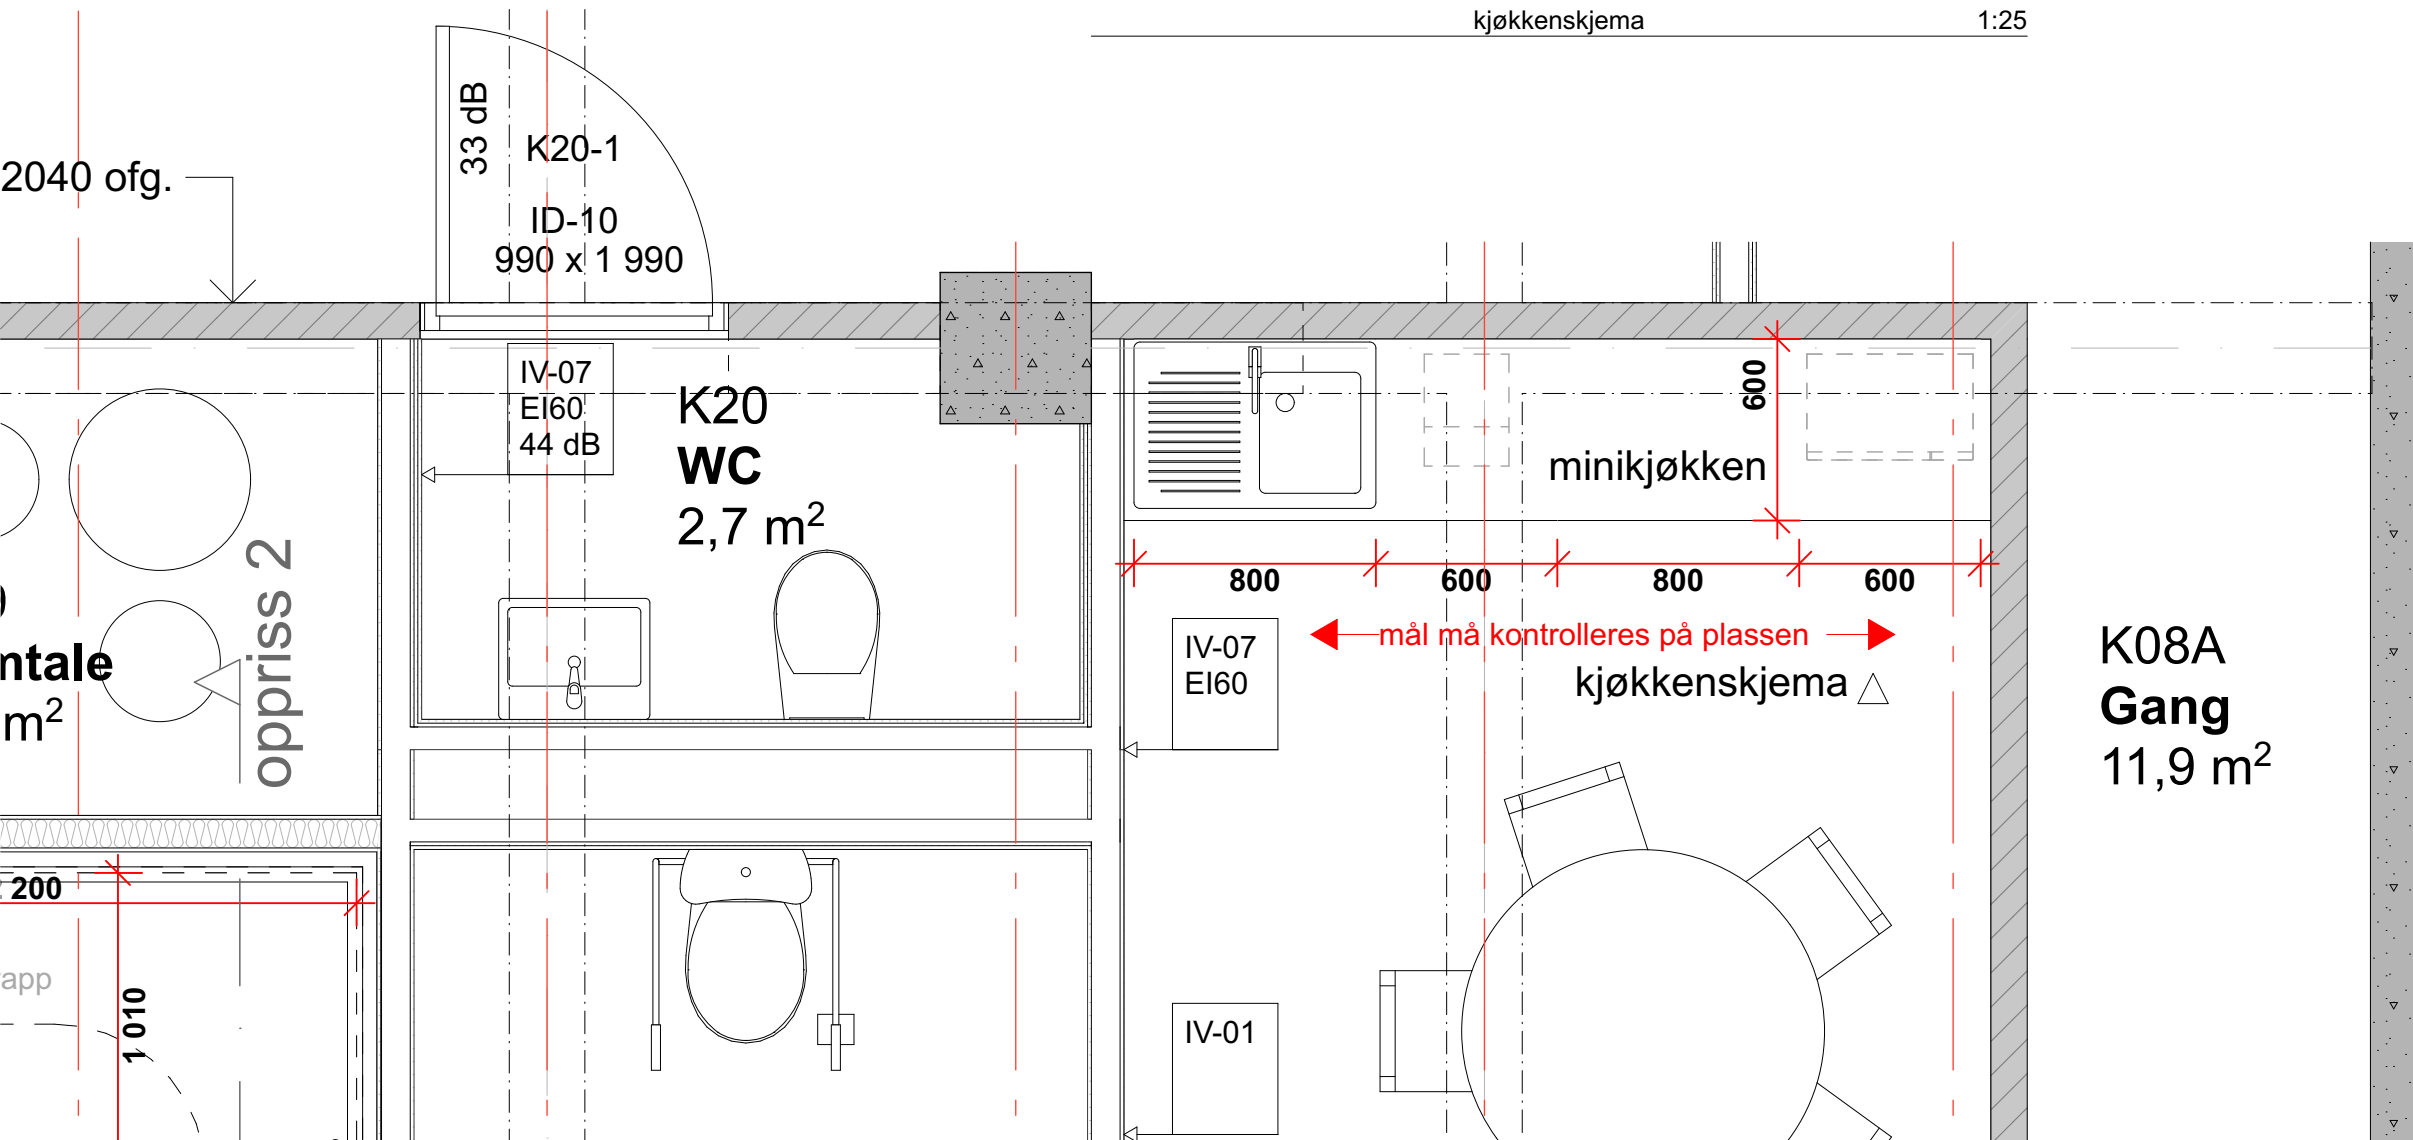 kjøkkenskjema 1:25
33 dB
K20-1
ID-10
990 x 1 990
2040 ofg.
IV-07
EI60
44 dB
K20
WC
2,7 m²
600
minikjøkken
800 600 800 600
mål må kontrolleres på plassen
kjøkkenskjema
IV-07
EI60
K08A
Gang
11,9 m²
oppriss 2
ntale
m²
200
1 010
app
IV-01